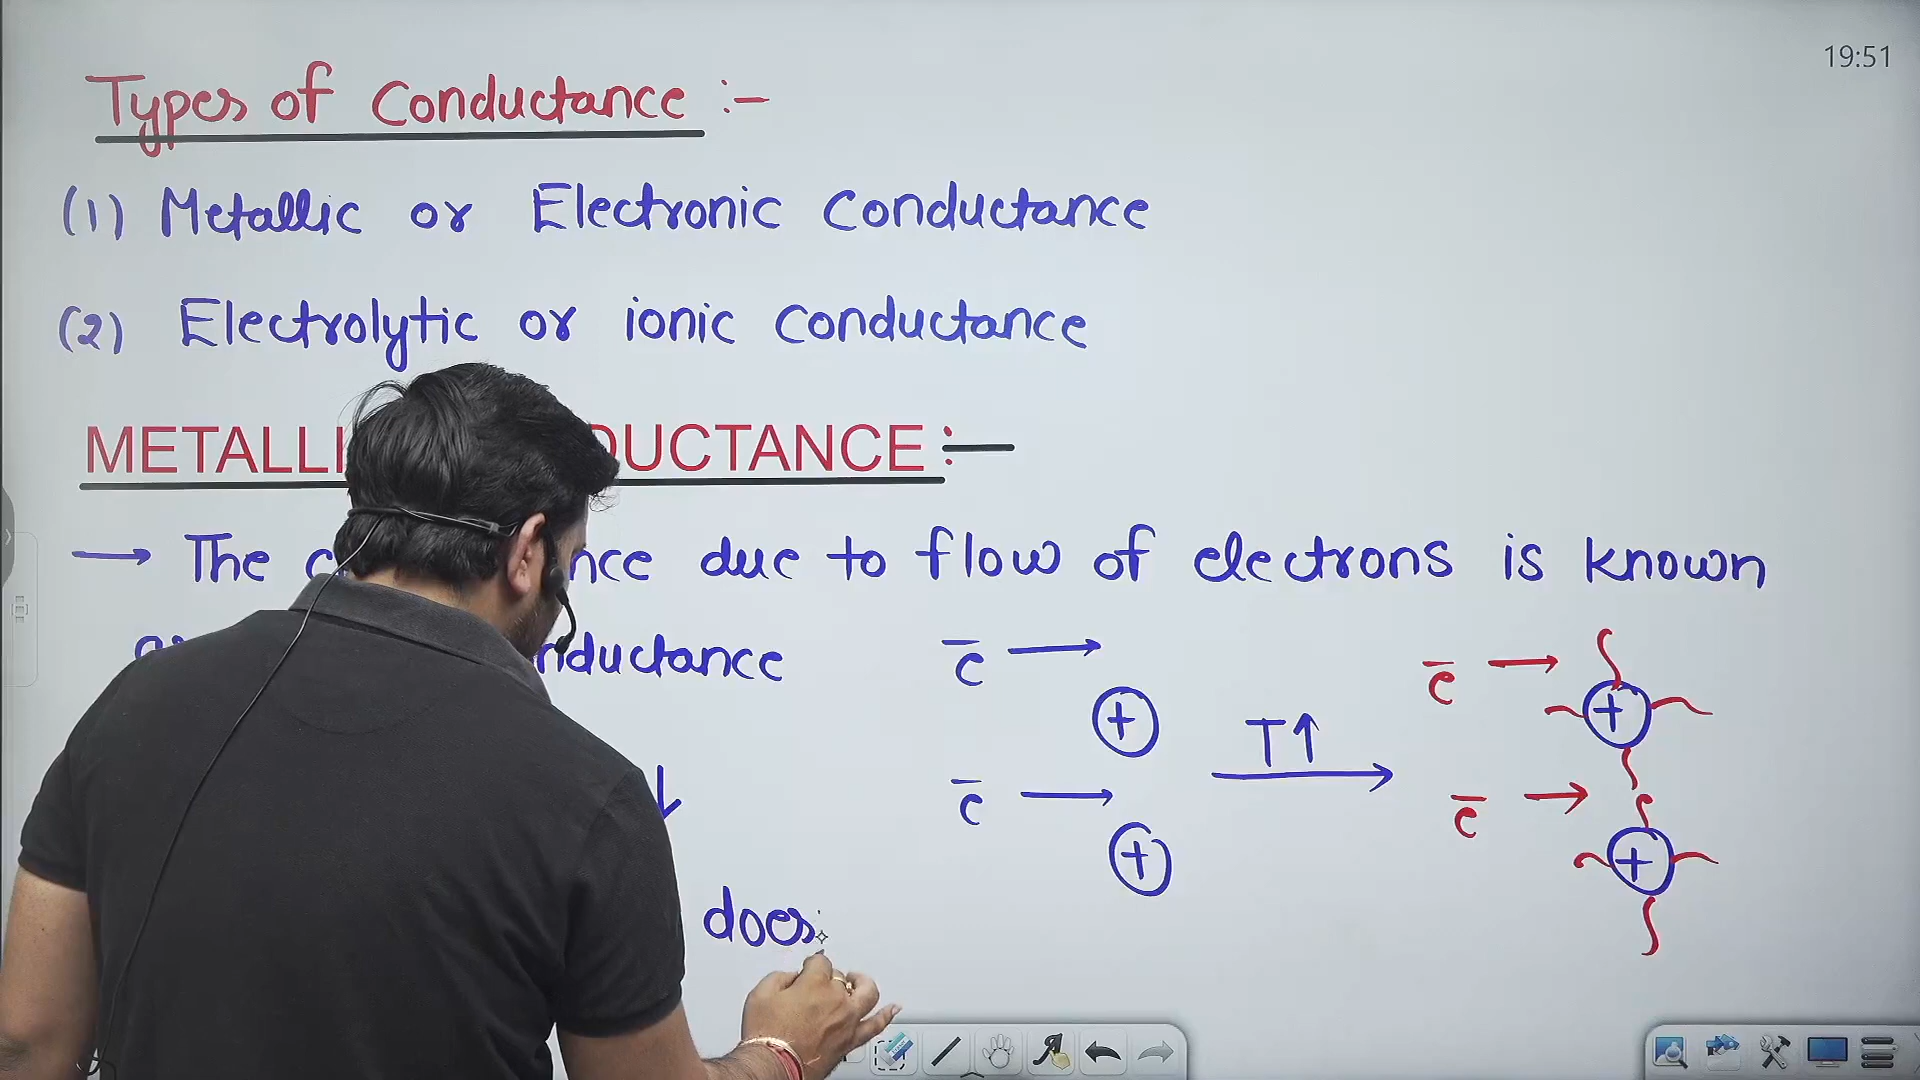 19:51
Types of Conductance :-
(1) Metallic or Electronic Conductance
(2) Electrolytic or ionic Conductance
METALLI DUCTANCE :-
→ The c nce due to flow of electrons is known
nductance
e̅ → + T↑ e̅ → +
e̅ → + e̅ → +
↓
does